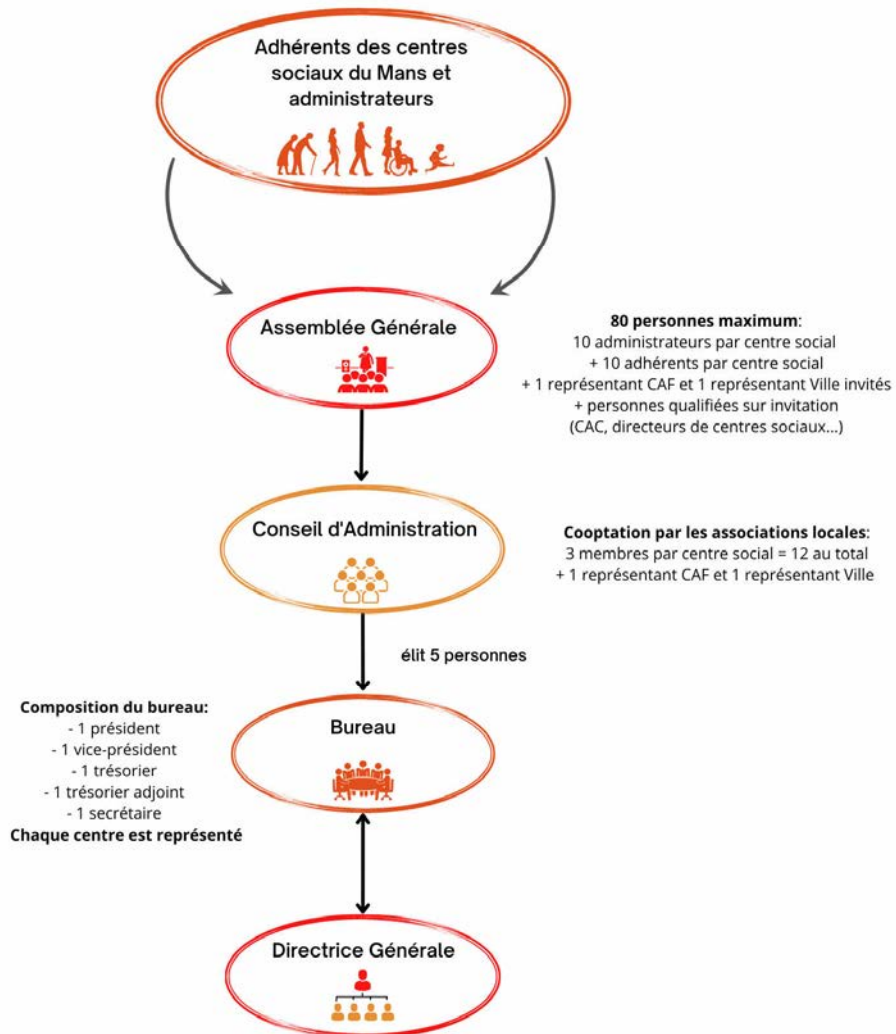 Adhérents des centres
sociaux du Mans et
administrateurs
Assemblée Générale
80 personnes maximum:
10 administrateurs par centre social
+ 10 adhérents par centre social
+ 1 représentant CAF et 1 représentant Ville invités
+ personnes qualifiées sur invitation
(CAC, directeurs de centres sociaux...)
Conseil d'Administration
Cooptation par les associations locales:
3 membres par centre social = 12 au total
+ 1 représentant CAF et 1 représentant Ville
élit 5 personnes
Composition du bureau:
- 1 président
- 1 vice-président
- 1 trésorier
- 1 trésorier adjoint
- 1 secrétaire
Chaque centre est représenté
Bureau
Directrice Générale